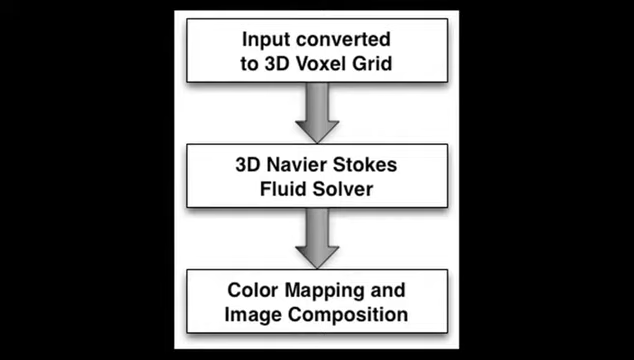 Input converted
to 3D Voxel Grid
3D Navier Stokes
Fluid Solver
Color Mapping and
Image Composition